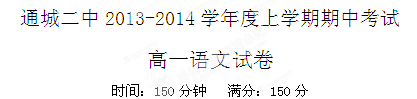 通城二中 2013-2014 学年度上学期期中考试
高一语文试卷
时间：150 分钟 满分：150 分